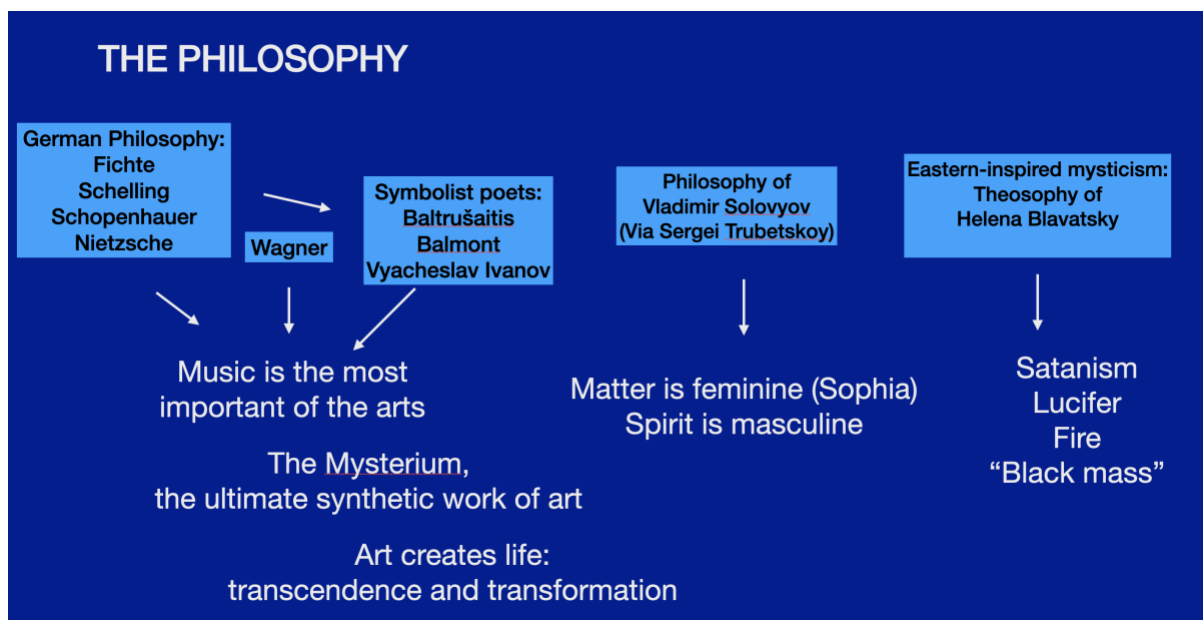 THE PHILOSOPHY
German Philosophy:
Fichte
Schelling
Schopenhauer
Nietzsche
Wagner
Symbolist poets:
Baltrušaitis
Balmont
Vyacheslav Ivanov
Music is the most
important of the arts
The Mysterium,
the ultimate synthetic work of art
Art creates life:
transcendence and transformation
Philosophy of
Vladimir Solovyov
(Via Sergei Trubetskoy)
Matter is feminine (Sophia)
Spirit is masculine
Eastern-inspired mysticism:
Theosophy of
Helena Blavatsky
Satanism
Lucifer
Fire
“Black mass”